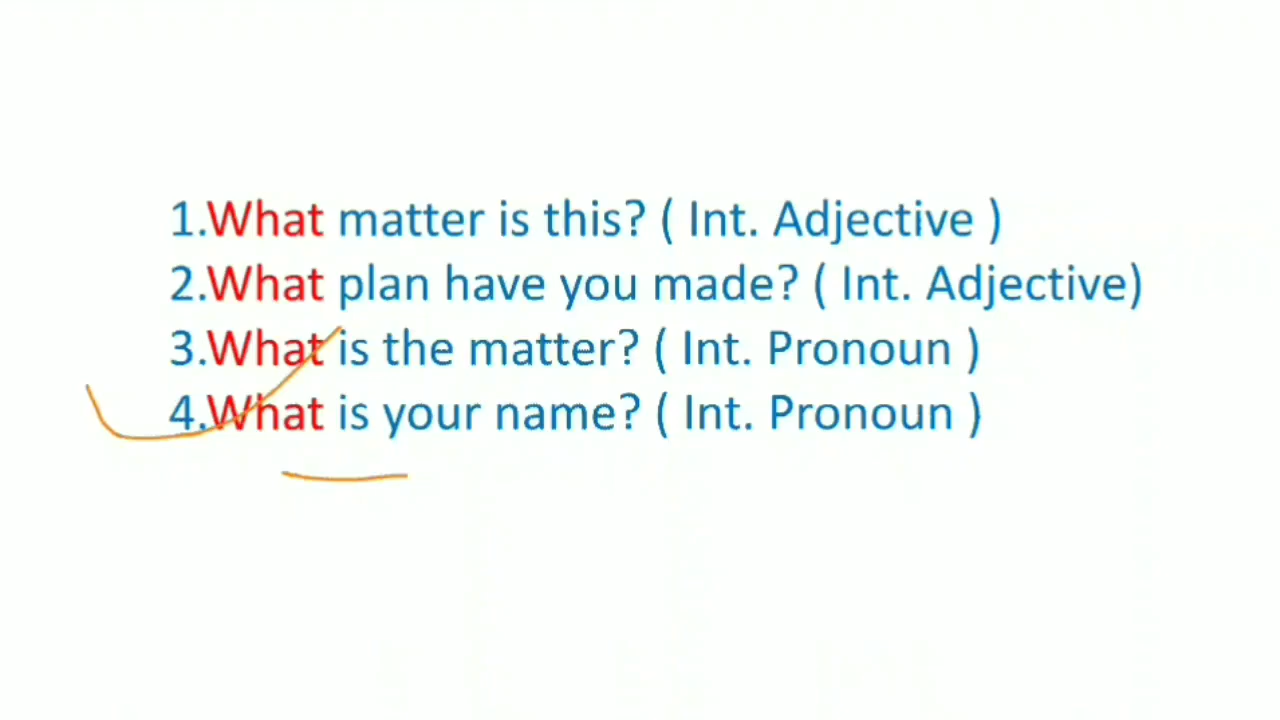 1.What matter is this? ( Int. Adjective )
2.What plan have you made? ( Int. Adjective)
3.What is the matter? ( Int. Pronoun )
4.What is your name? ( Int. Pronoun )